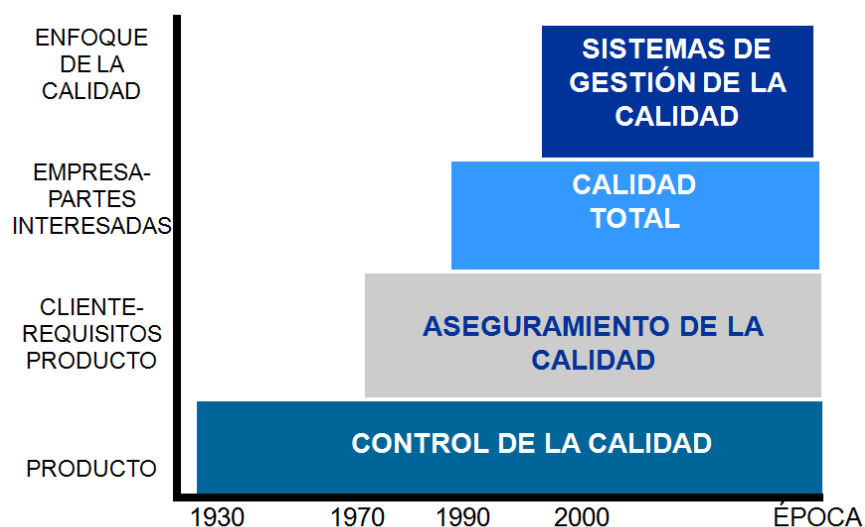 ENFOQUE
DE LA
CALIDAD
SISTEMAS DE
GESTIÓN DE LA
CALIDAD
EMPRESA-
PARTES
INTERESADAS
CALIDAD
TOTAL
CLIENTE-
REQUISITOS
PRODUCTO
ASEGURAMIENTO DE LA
CALIDAD
PRODUCTO
CONTROL DE LA CALIDAD
1930 1970 1990 2000 ÉPOCA